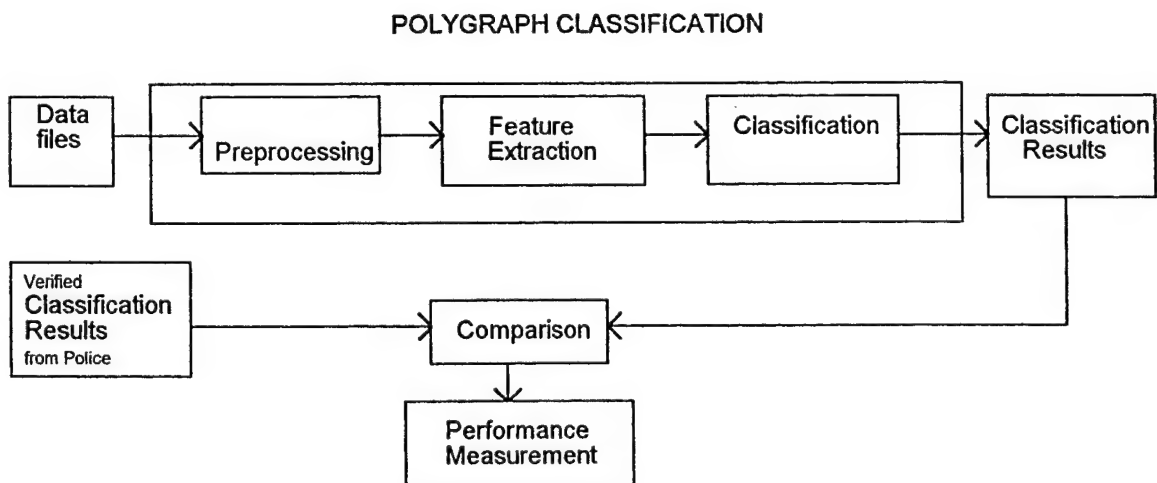 POLYGRAPH CLASSIFICATION
Data
files
Preprocessing
Feature
Extraction
Classification
Classification
Results
Verified
Classification
Results
from Police
Comparison
Performance
Measurement